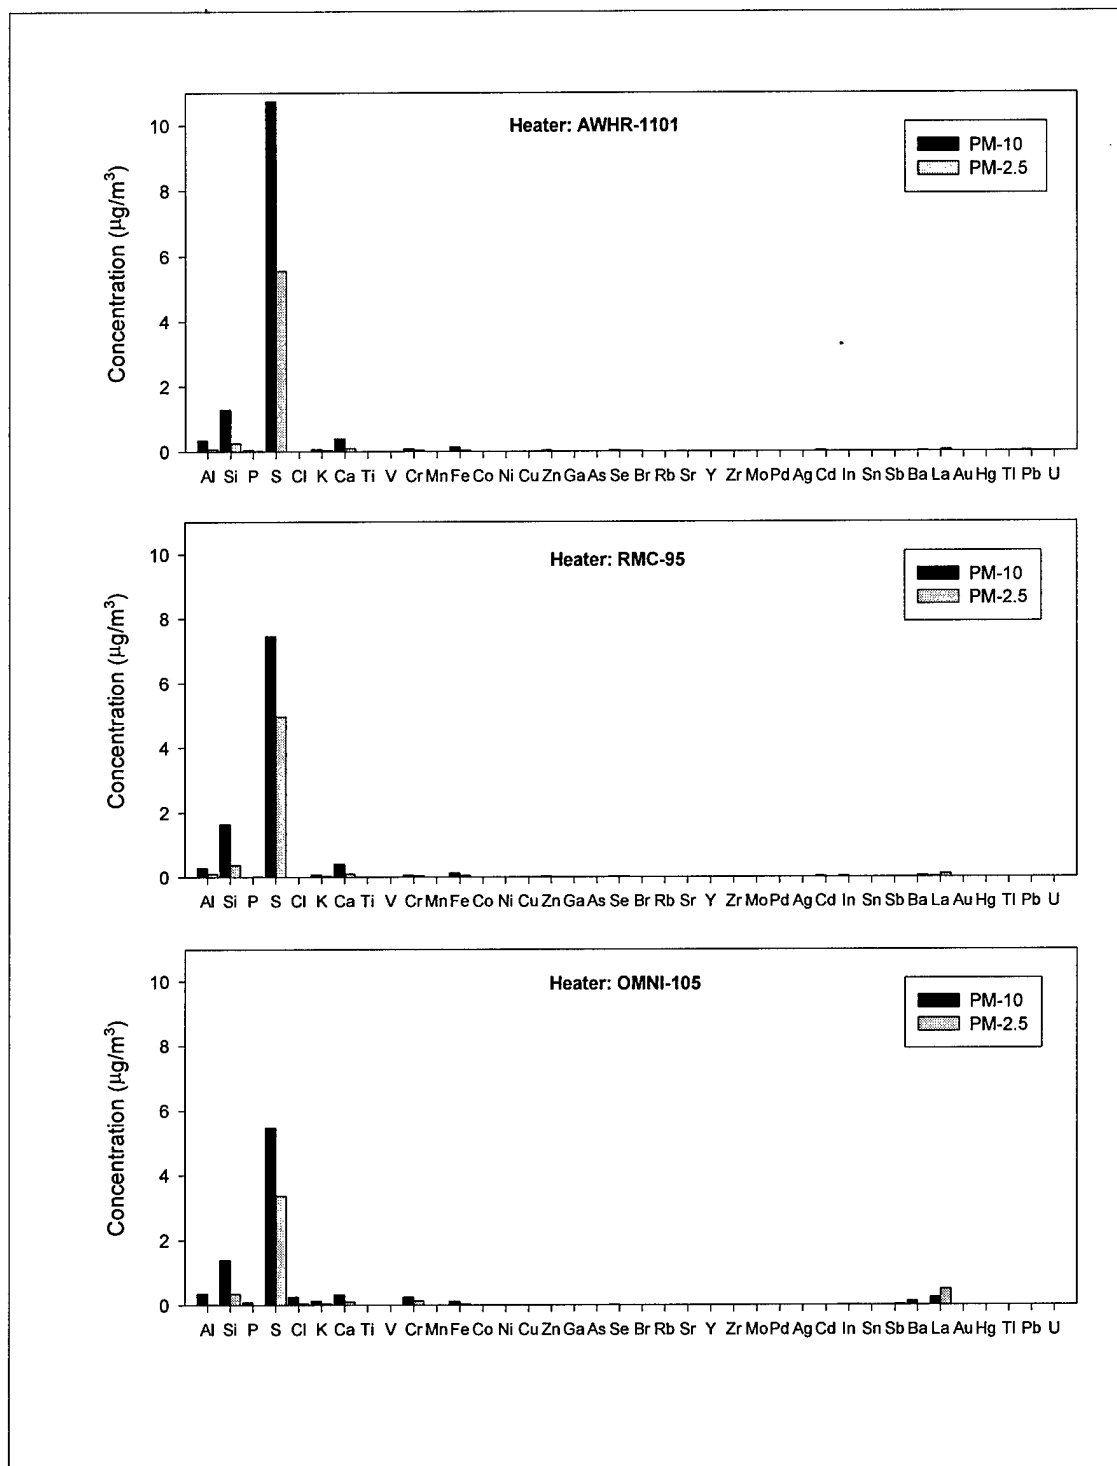 Heater: AWHR-1101
PM-10
PM-2.5
Concentration (µg/m³)
10
8
6
4
2
0
Al Si P S Cl K Ca Ti V Cr Mn Fe Co Ni Cu Zn Ga As Se Br Rb Sr Y Zr Mo Pd Ag Cd In Sn Sb Ba La Au Hg Tl Pb U
Heater: RMC-95
PM-10
PM-2.5
Concentration (µg/m³)
10
8
6
4
2
0
Al Si P S Cl K Ca Ti V Cr Mn Fe Co Ni Cu Zn Ga As Se Br Rb Sr Y Zr Mo Pd Ag Cd In Sn Sb Ba La Au Hg Tl Pb U
Heater: OMNI-105
PM-10
PM-2.5
Concentration (µg/m³)
10
8
6
4
2
0
Al Si P S Cl K Ca Ti V Cr Mn Fe Co Ni Cu Zn Ga As Se Br Rb Sr Y Zr Mo Pd Ag Cd In Sn Sb Ba La Au Hg Tl Pb U